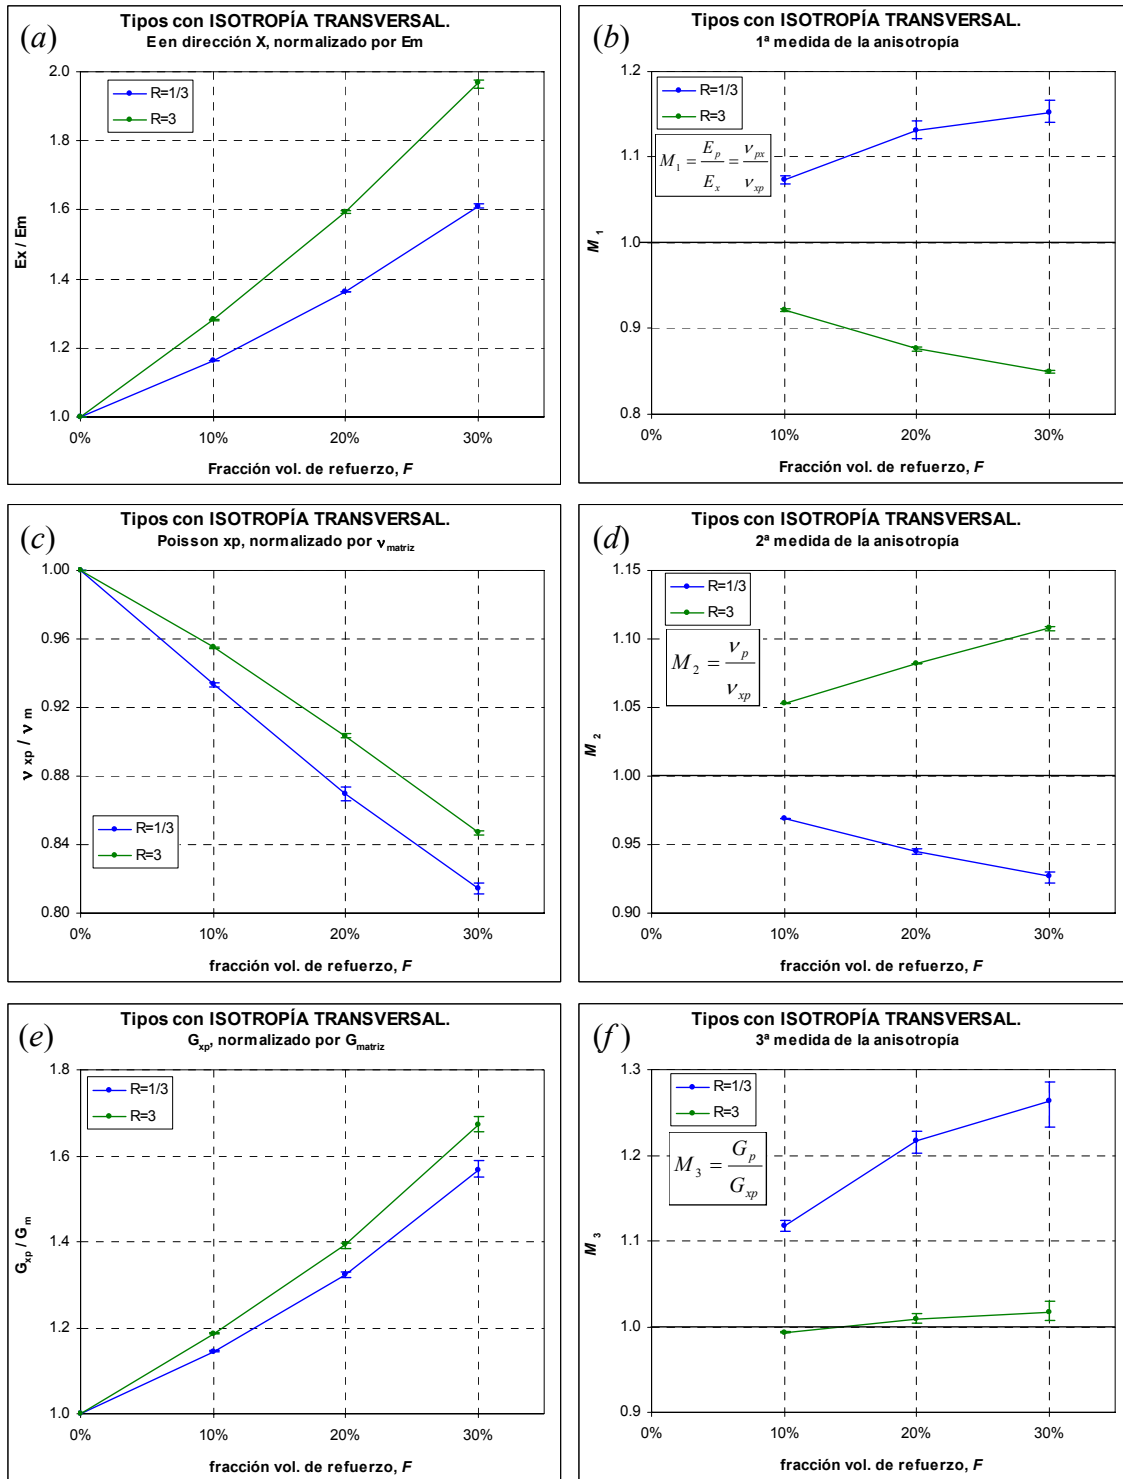 (a)
Tipos con ISOTROPÍA TRANSVERSAL.
E en dirección X, normalizado por Em
R=1/3
R=3
2.0
1.8
1.6
1.4
1.2
1.0
Ex / Em
0% 10% 20% 30%
Fracción vol. de refuerzo, F
(b)
Tipos con ISOTROPÍA TRANSVERSAL.
1ª medida de la anisotropía
R=1/3
R=3
M1 = Ep / Ex = νpx / νxp
1.2
1.1
1.0
0.9
0.8
M 1
0% 10% 20% 30%
Fracción vol. de refuerzo, F
(c)
Tipos con ISOTROPÍA TRANSVERSAL.
Poisson xp, normalizado por νmatriz
1.00
0.96
0.92
0.88
0.84
0.80
ν xp / ν m
R=1/3
R=3
0% 10% 20% 30%
fracción vol. de refuerzo, F
(d)
Tipos con ISOTROPÍA TRANSVERSAL.
2ª medida de la anisotropía
R=1/3
R=3
M2 = νp / νxp
1.15
1.10
1.05
1.00
0.95
0.90
M 2
0% 10% 20% 30%
fracción vol. de refuerzo, F
(e)
Tipos con ISOTROPÍA TRANSVERSAL.
Gxp, normalizado por Gmatriz
R=1/3
R=3
1.8
1.6
1.4
1.2
1.0
Gxp / Gm
0% 10% 20% 30%
fracción vol. de refuerzo, F
(f)
Tipos con ISOTROPÍA TRANSVERSAL.
3ª medida de la anisotropía
R=1/3
R=3
M3 = Gp / Gxp
1.3
1.2
1.1
1.0
0.9
M 3
0% 10% 20% 30%
fracción vol. de refuerzo, F